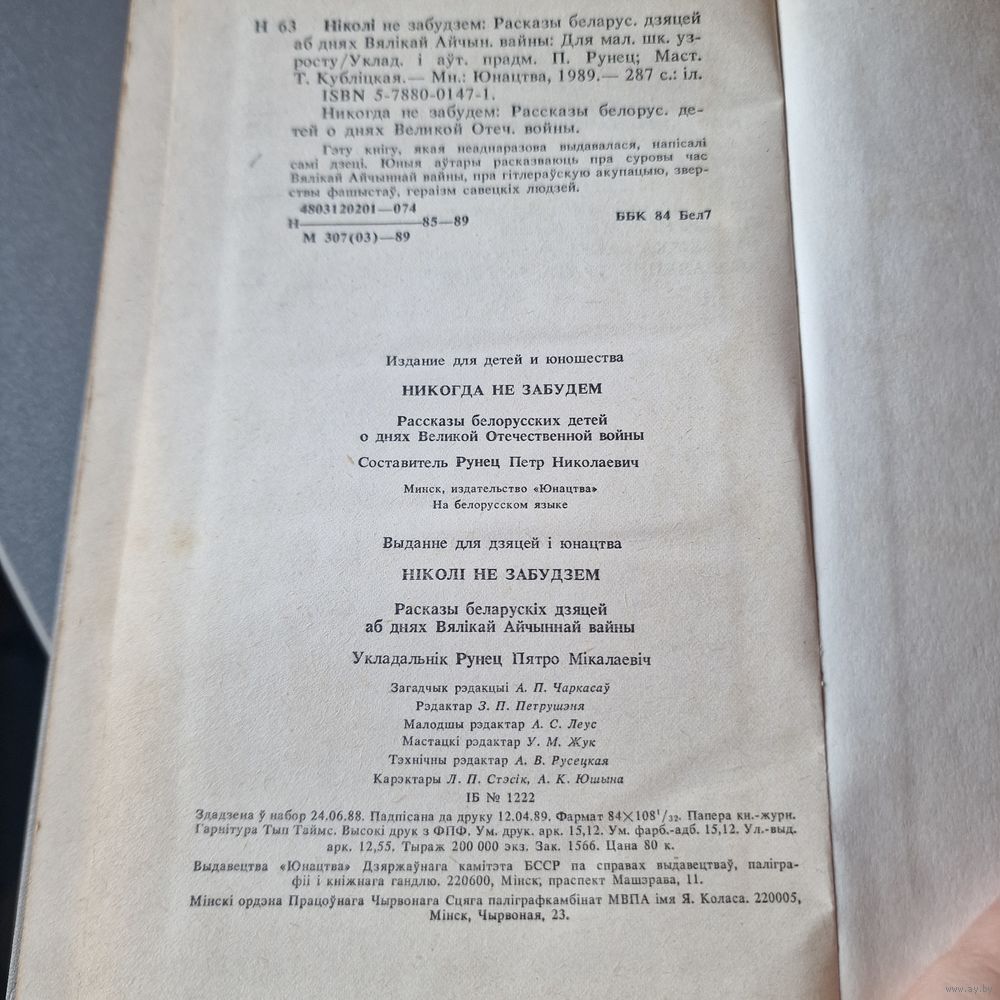 Н 63 Ніколі не забудзем: Расказы беларус. дзяцей
аб днях Вялікай Айчын. вайны: Для мал. шк. уз-
росту/Уклад. і аўт. прадм. П. Рунец; Маст.
Т. Кубліцкая.— Мн.: Юнацтва, 1989.— 287 с.: іл.
ISBN 5-7880-0147-1.
Никогда не забудем: Рассказы белорус. де-
тей о днях Великой Отеч. войны.
Гэту кнігу, якая неаднаразова выдавалася, напісалі
самі дзеці. Юныя аўтары расказваюць пра суровы час
Вялікай Айчыннай вайны, пра гітлераўскую акупацыю, звер-
ствы фашыстаў, гераізм савецкіх людзей.
4803120201—074
Н————85—89
М 307(03)—89
ББК 84 Бел7
Издание для детей и юношества
НИКОГДА НЕ ЗАБУДЕМ
Рассказы белорусских детей
о днях Великой Отечественной войны
Составитель Рунец Петр Николаевич
Минск, издательство «Юнацтва»
На белорусском языке
Выданне для дзяцей і юнацтва
НІКОЛІ НЕ ЗАБУДЗЕМ
Расказы беларускіх дзяцей
аб днях Вялікай Айчыннай вайны
Укладальнік Рунец Пятро Мікалаевіч
Загадчык рэдакцыі А. П. Чаркасаў
Рэдактар З. П. Петрушэня
Малодшы рэдактар А. С. Леус
Мастацкі рэдактар У. М. Жук
Тэхнічны рэдактар А. В. Русецкая
Карэктары Л. П. Стэсік, А. К. Юшына
ІБ № 1222
Здадзена ў набор 24.06.88. Падпісана да друку 12.04.89. Фармат 84×108¹/₃₂. Папера кн.-журн.
Гарнітура Тып Таймс. Высокі друк з ФПФ. Ум. друк. арк. 15,12. Ум. фарб.-адб. 15,12. Ул.-выд.
арк. 12,55. Тыраж 200 000 экз. Зак. 1566. Цана 80 к.
Выдавецтва «Юнацтва» Дзяржаўнага камітэта БССР па справах выдавецтваў, палігра-
фіі і кніжнага гандлю. 220600, Мінск, праспект Машэрава, 11.
Мінскі ордэна Працоўнага Чырвонага Сцяга паліграфкамбінат МВПА імя Я. Коласа. 220005,
Мінск, Чырвоная, 23.
www.ay.by